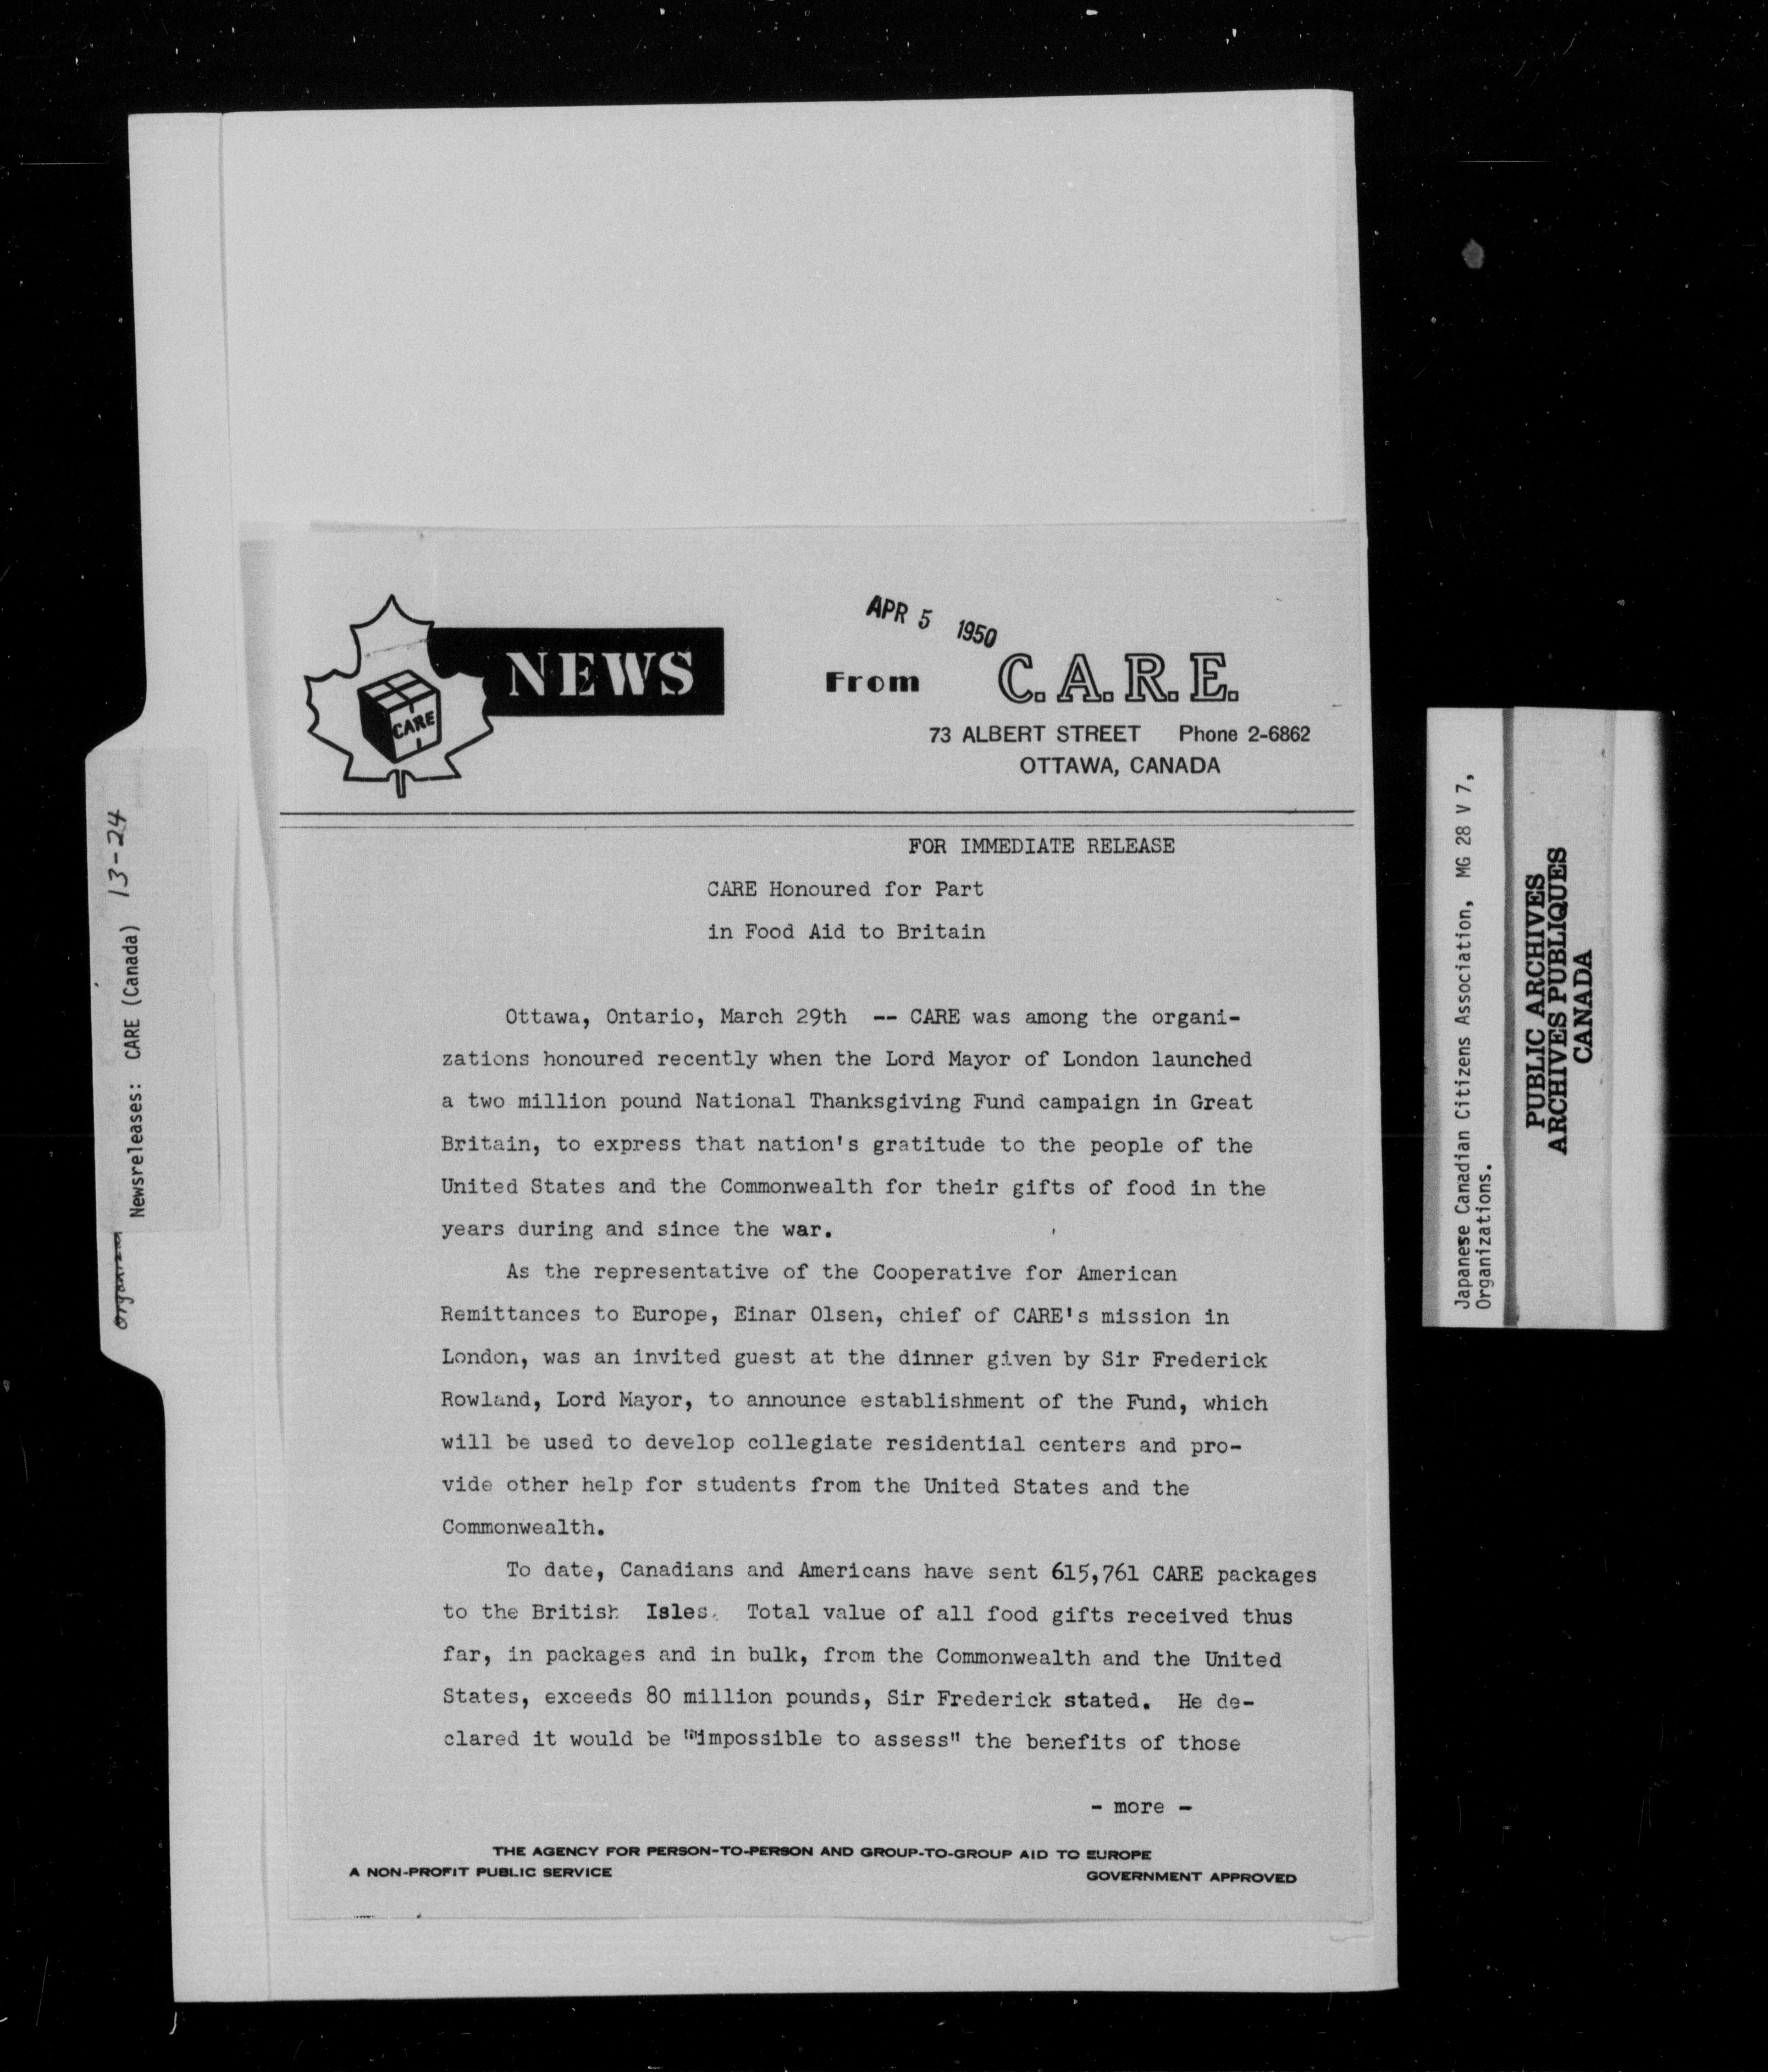 APR 5 1950
NEWS
CARE
From C.A.R.E.
73 ALBERT STREET Phone 2-6862
OTTAWA, CANADA
FOR IMMEDIATE RELEASE
CARE Honoured for Part
in Food Aid to Britain
Ottawa, Ontario, March 29th -- CARE was among the organi-
zations honoured recently when the Lord Mayor of London launched
a two million pound National Thanksgiving Fund campaign in Great
Britain, to express that nation's gratitude to the people of the
United States and the Commonwealth for their gifts of food in the
years during and since the war.
As the representative of the Cooperative for American
Remittances to Europe, Einar Olsen, chief of CARE's mission in
London, was an invited guest at the dinner given by Sir Frederick
Rowland, Lord Mayor, to announce establishment of the Fund, which
will be used to develop collegiate residential centers and pro-
vide other help for students from the United States and the
Commonwealth.
To date, Canadians and Americans have sent 615,761 CARE packages
to the British Isles. Total value of all food gifts received thus
far, in packages and in bulk, from the Commonwealth and the United
States, exceeds 80 million pounds, Sir Frederick stated. He de-
clared it would be "impossible to assess" the benefits of those
- more -
THE AGENCY FOR PERSON-TO-PERSON AND GROUP-TO-GROUP AID TO EUROPE
A NON-PROFIT PUBLIC SERVICE GOVERNMENT APPROVED
Newsreleases: CARE (Canada) 13-24
Japanese Canadian Citizens Association, MG 28 V 7,
Organizations.
PUBLIC ARCHIVES
ARCHIVES PUBLIQUES
CANADA